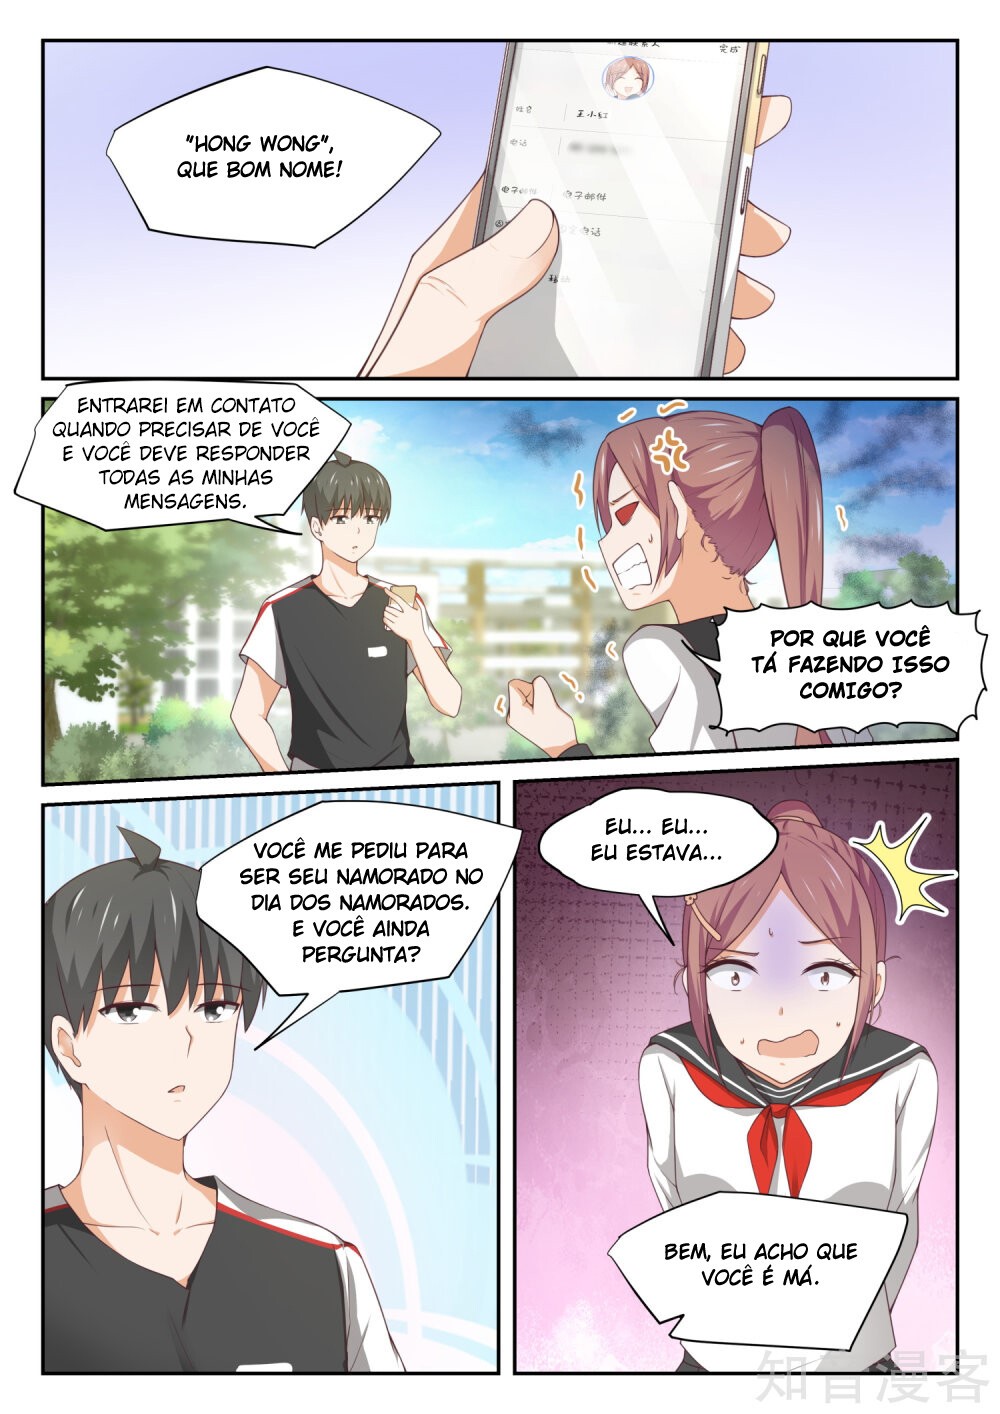 完成
王小红
电话
电子邮件
电子邮件
"HONG WONG",
QUE BOM NOME!
ENTRAREI EM CONTATO
QUANDO PRECISAR DE VOCÊ
E VOCÊ DEVE RESPONDER
TODAS AS MINHAS
MENSAGENS.
POR QUE VOCÊ
TÁ FAZENDO ISSO
COMIGO?
VOCÊ ME PEDIU PARA
SER SEU NAMORADO NO
DIA DOS NAMORADOS.
E VOCÊ AINDA
PERGUNTA?
EU... EU...
EU ESTAVA...
BEM, EU ACHO QUE
VOCÊ É MÁ.
知音漫客